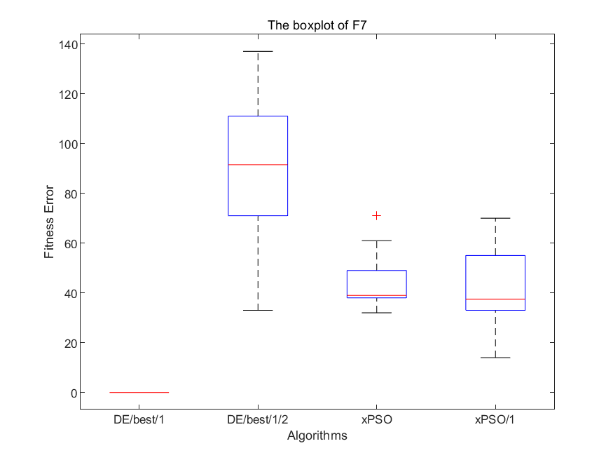 The boxplot of F7
Fitness Error
140
120
100
80
60
40
20
0
DE/best/1 DE/best/1/2 xPSO xPSO/1
Algorithms